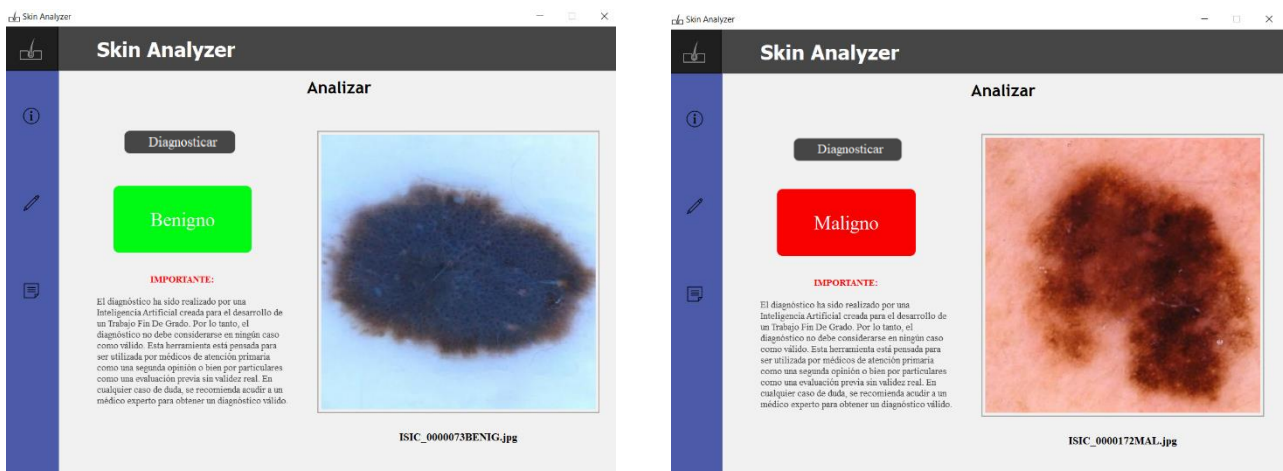 Skin Analyzer
Skin Analyzer
Analizar
Diagnosticar
Benigno
IMPORTANTE:
El diagnóstico ha sido realizado por una
Inteligencia Artificial creada para el desarrollo de
un Trabajo Fin De Grado. Por lo tanto, el
diagnóstico no debe considerarse en ningún caso
como válido. Esta herramienta está pensada para
ser utilizada por médicos de atención primaria
como una segunda opinión o bien por particulares
como una evaluación previa sin validez real. En
cualquier caso de duda, se recomienda acudir a un
médico experto para obtener un diagnóstico válido.
ISIC_0000073BENIG.jpg
Skin Analyzer
Skin Analyzer
Analizar
Diagnosticar
Maligno
IMPORTANTE:
El diagnóstico ha sido realizado por una
Inteligencia Artificial creada para el desarrollo de
un Trabajo Fin De Grado. Por lo tanto, el
diagnóstico no debe considerarse en ningún caso
como válido. Esta herramienta está pensada para
ser utilizada por médicos de atención primaria
como una segunda opinión o bien por particulares
como una evaluación previa sin validez real. En
cualquier caso de duda, se recomienda acudir a un
médico experto para obtener un diagnóstico válido.
ISIC_0000172MAL.jpg